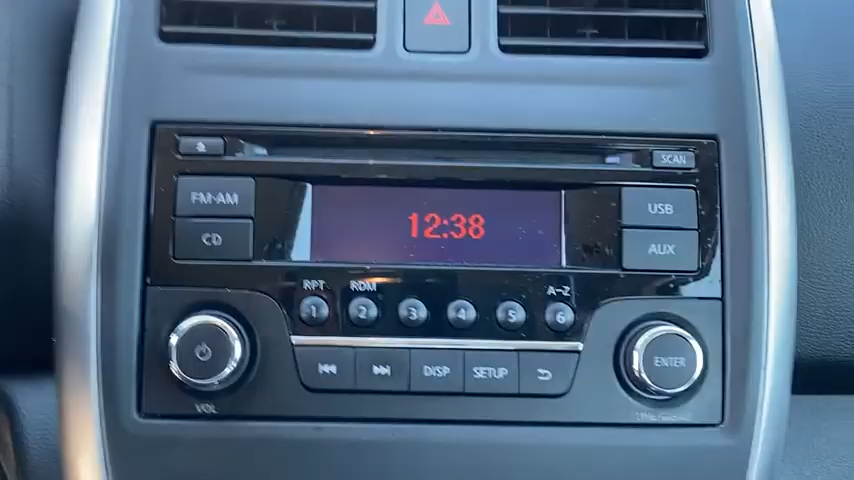 SCAN
FM·AM
12:38
USB
CD
AUX
RPT RDM A-Z
1 2 3 4 5 6
DISP SETUP
ENTER
VOL